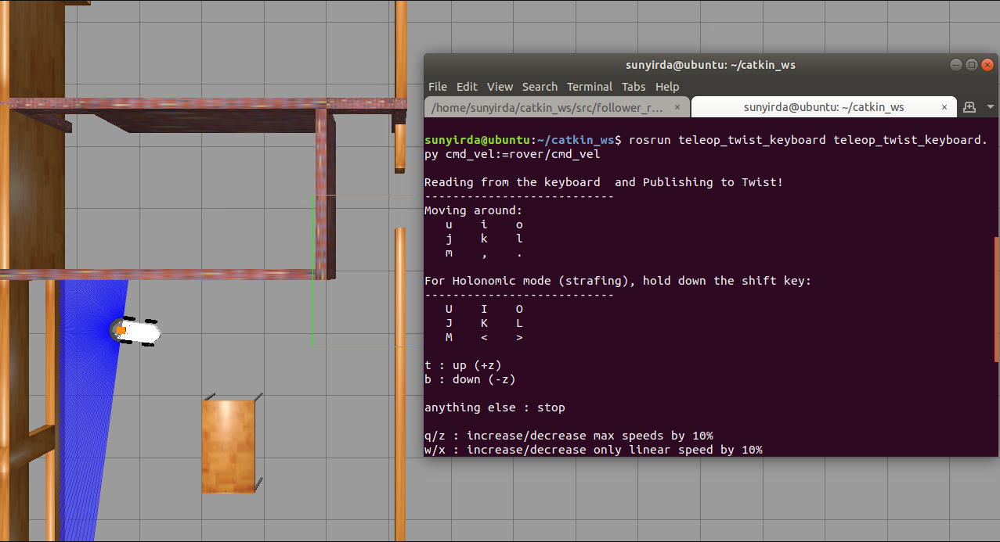 sunyirda@ubuntu: ~/catkin_ws
File Edit View Search Terminal Tabs Help
/home/sunyirda/catkin_ws/src/follower_r... × sunyirda@ubuntu: ~/catkin_ws ×
sunyirda@ubuntu:~/catkin_ws$ rosrun teleop_twist_keyboard teleop_twist_keyboard.
py cmd_vel:=rover/cmd_vel
Reading from the keyboard  and Publishing to Twist!
---------------------------
Moving around:
   u    i    o
   j    k    l
   m    ,    .
For Holonomic mode (strafing), hold down the shift key:
---------------------------
   U    I    O
   J    K    L
   M    <    >
t : up (+z)
b : down (-z)
anything else : stop
q/z : increase/decrease max speeds by 10%
w/x : increase/decrease only linear speed by 10%